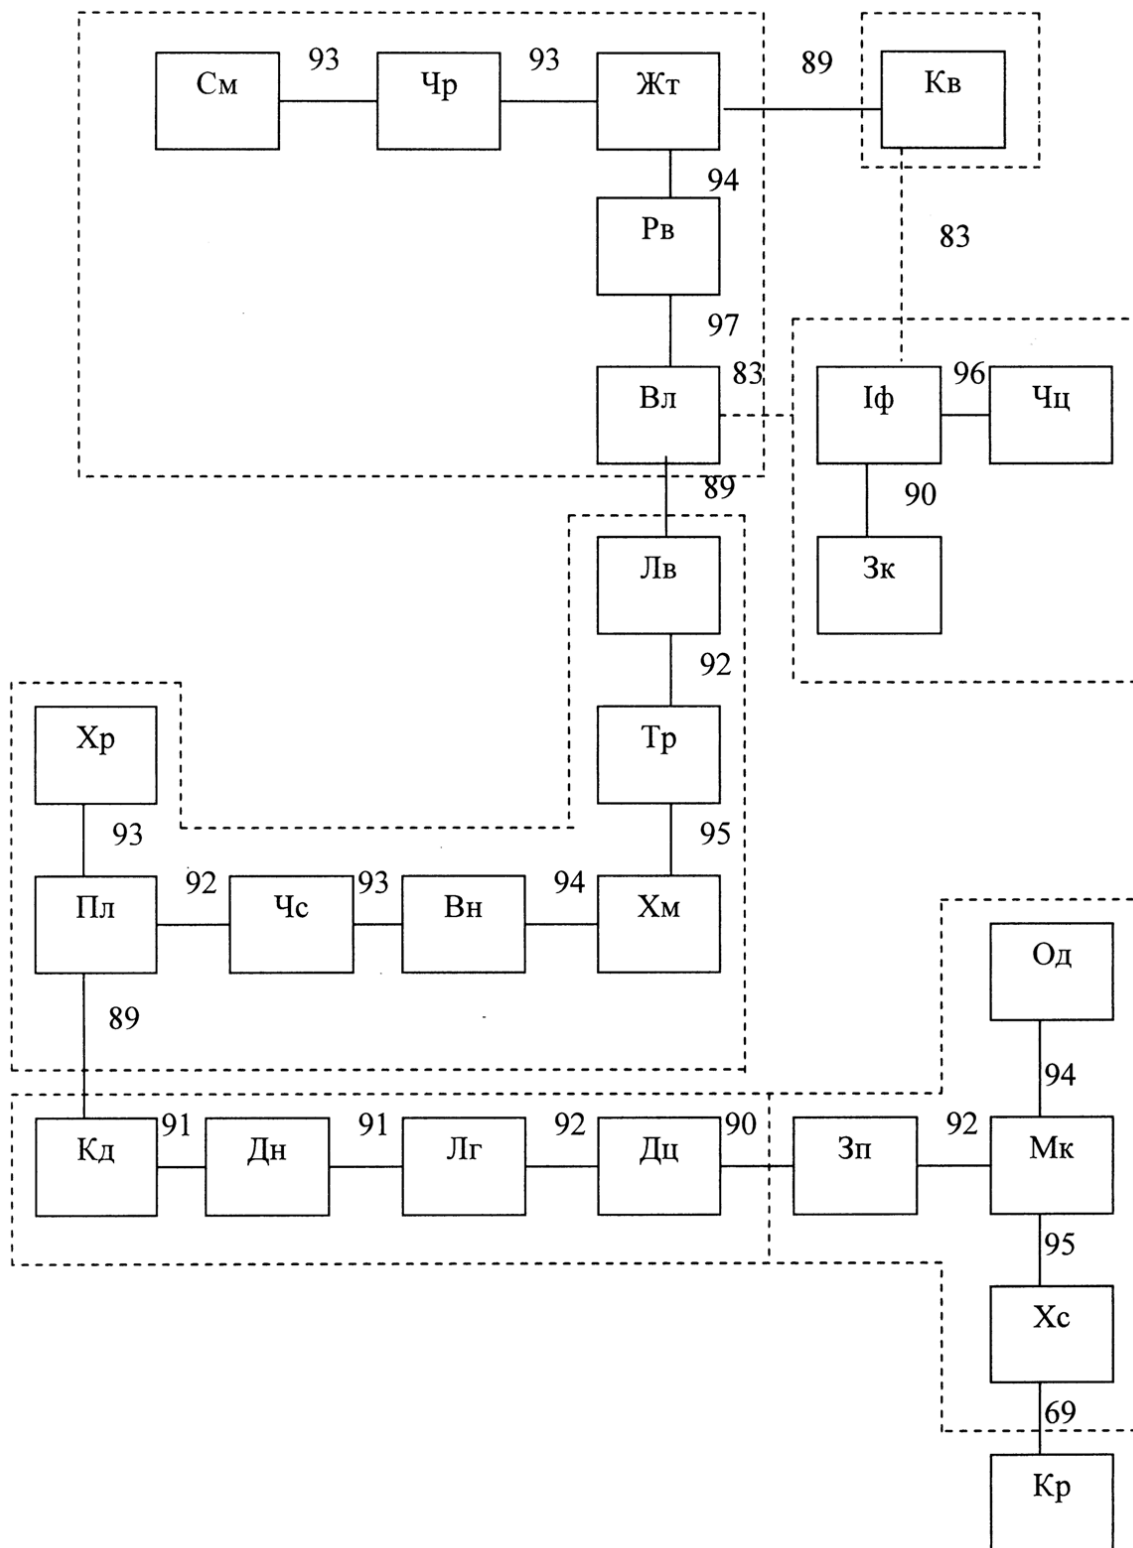 93 93 89
См Чр Жт Кв
94
Рв
83
97
83 96
Вл Іф Чц
89 90
Лв Зк
92
Хр Тр
93 95
92 93 94
Пл Чс Вн Хм
Од
89
94
91 91 92 90 92
Кд Дн Лг Дц Зп Мк
95
Хс
69
Кр